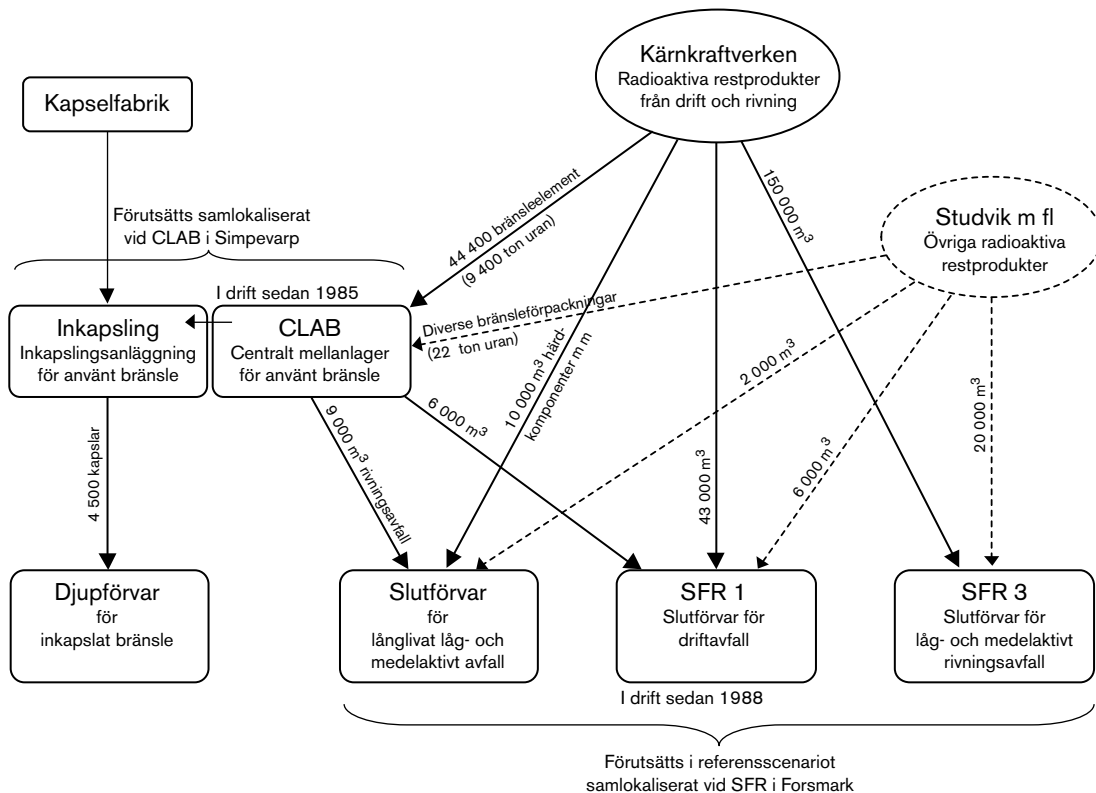 Kärnkraftverken
Radioaktiva restprodukter
från drift och rivning
Kapselfabrik
Studvik m fl
Övriga radioaktiva
restprodukter
Förutsätts samlokaliserat
vid CLAB i Simpevarp
44 400 bränsleelement
(9 400 ton uran)
150 000 m³
I drift sedan 1985
Inkapsling
Inkapslingsanläggning
för använt bränsle
CLAB
Centralt mellanlager
för använt bränsle
Diverse bränsleförpackningar
(22 ton uran)
10 000 m³ härd-
komponenter m m
2 000 m³
4 500 kapslar
9 000 m³ rivningsavfall
6 000 m³
43 000 m³
6 000 m³
20 000 m³
Djupförvar
för
inkapslat bränsle
Slutförvar
för
långlivat låg- och
medelaktivt avfall
SFR 1
Slutförvar för
driftavfall
SFR 3
Slutförvar för
låg- och medelaktivt
rivningsavfall
I drift sedan 1988
Förutsätts i referensscenariot
samlokaliserat vid SFR i Forsmark